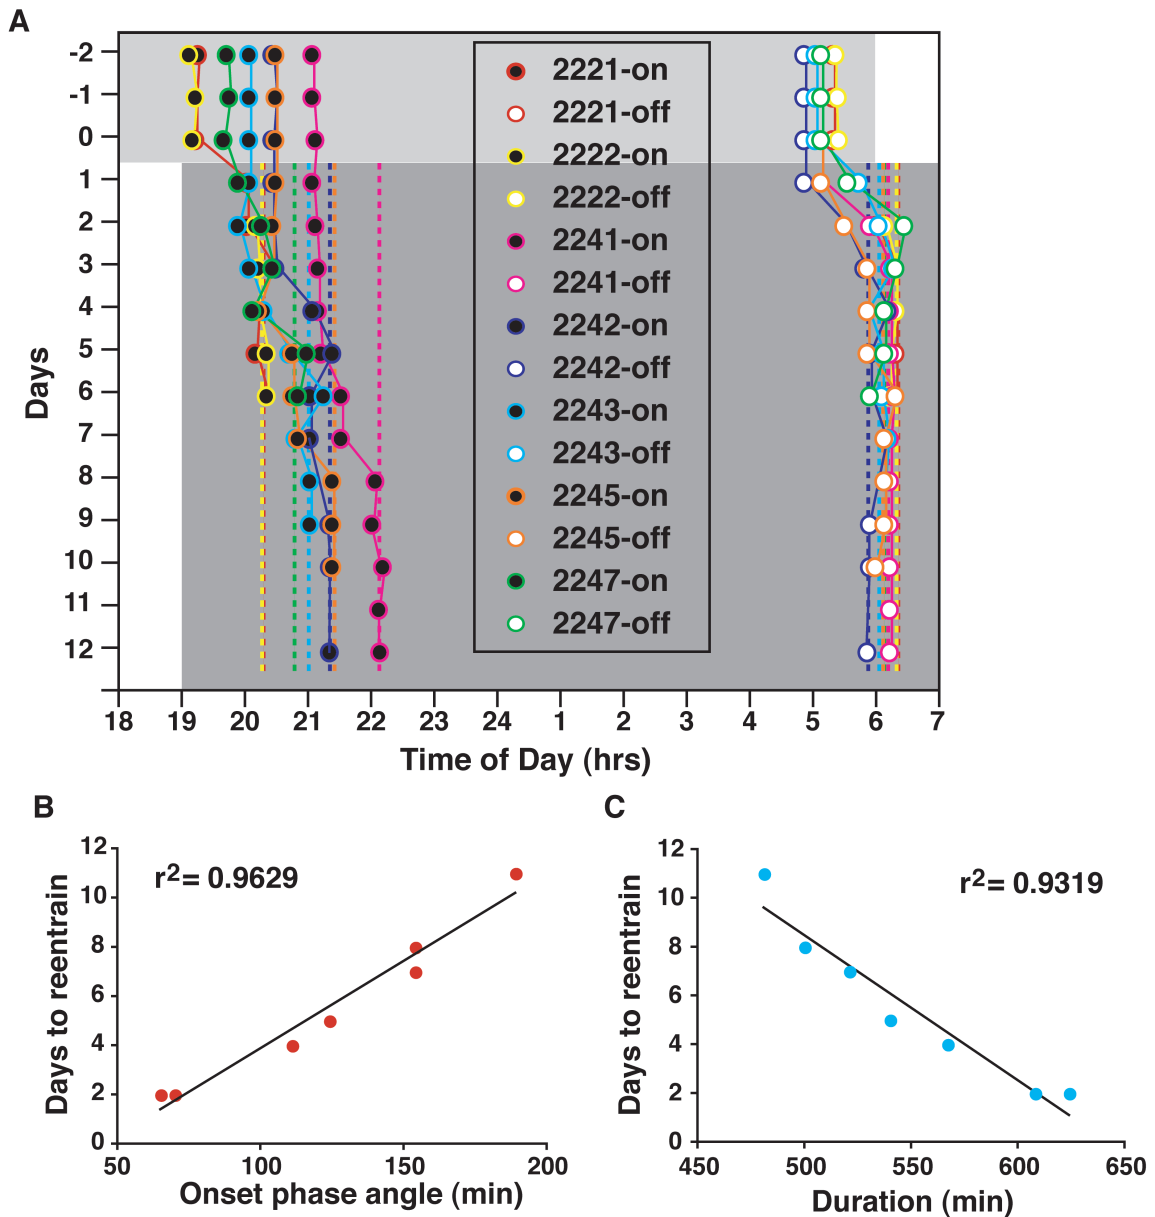 A
-2
-1
0
1
2
3
4
5
6
7
8
9
10
11
12
Days
2221-on
2221-off
2222-on
2222-off
2241-on
2241-off
2242-on
2242-off
2243-on
2243-off
2245-on
2245-off
2247-on
2247-off
18 19 20 21 22 23 24 1 2 3 4 5 6 7
Time of Day (hrs)
B
12
10
8
6
4
2
0
Days to reentrain
r²= 0.9629
50 100 150 200
Onset phase angle (min)
C
12
10
8
6
4
2
0
Days to reentrain
r²= 0.9319
450 500 550 600 650
Duration (min)